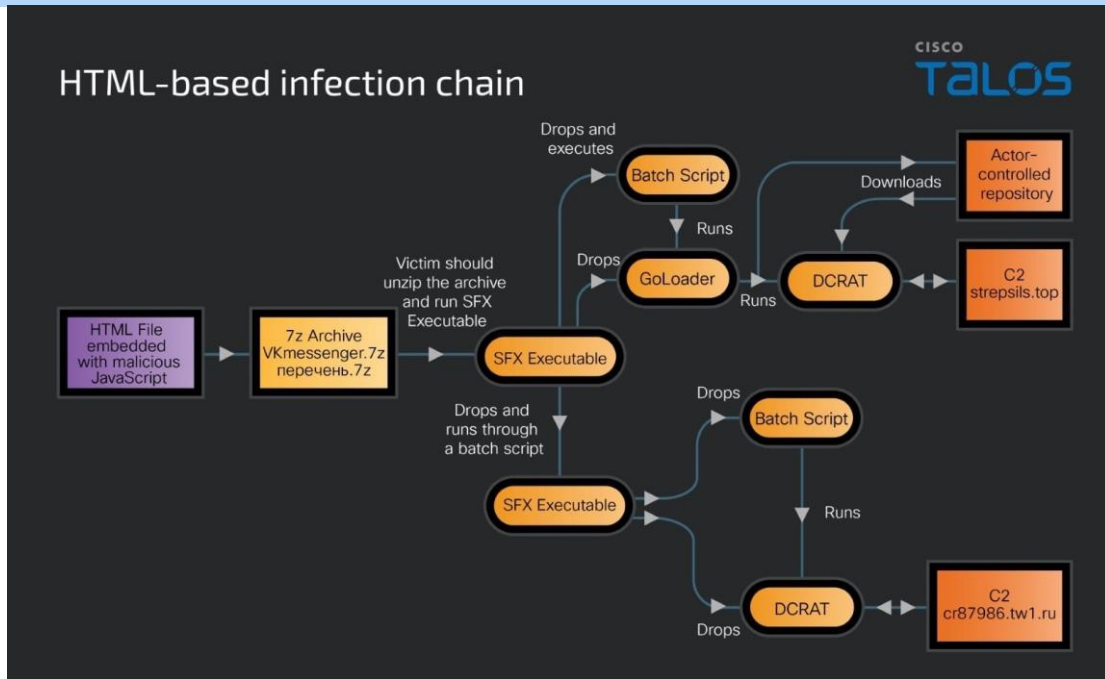 CISCO
TALOS
HTML-based infection chain
Drops and
executes
Batch Script
Actor-
controlled
repository
Downloads
Runs
Victim should
unzip the archive
and run SFX
Executable
Drops
GoLoader
Runs
DCRAT
C2
strepsils.top
HTML File
embedded
with malicious
JavaScript
7z Archive
VKmessenger.7z
перечень.7z
SFX Executable
Drops and
runs through
a batch script
Drops
Batch Script
SFX Executable
Runs
Drops
DCRAT
C2
cr87986.tw1.ru